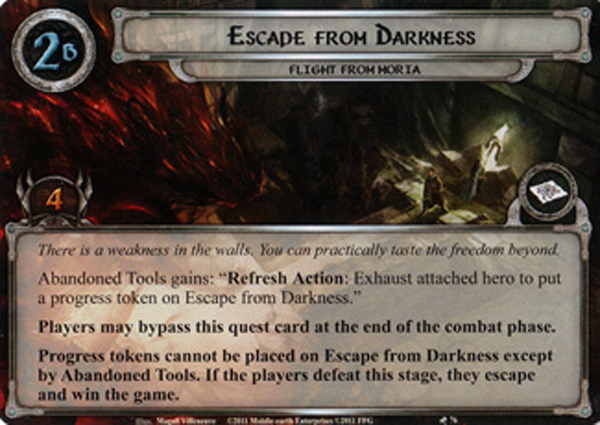 2B
Escape from Darkness
Flight from Moria
4
There is a weakness in the walls. You can practically taste the freedom beyond.
Abandoned Tools gains: “Refresh Action: Exhaust attached hero to put
a progress token on Escape from Darkness.”
Players may bypass this quest card at the end of the combat phase.
Progress tokens cannot be placed on Escape from Darkness except
by Abandoned Tools. If the players defeat this stage, they escape
and win the game.
Illus. Magali Villeneuve ©2011 Middle-earth Enterprises ©2011 FFG 76